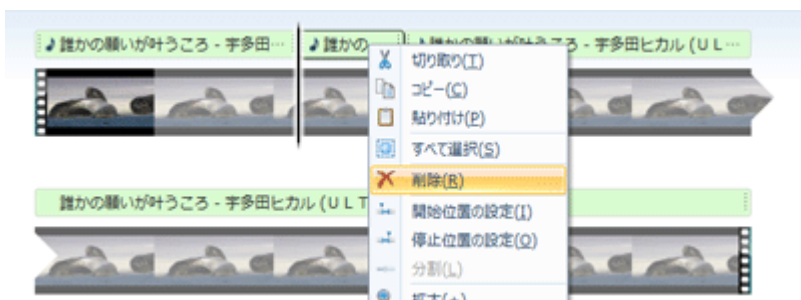 ♪誰かの願いが叶うころ - 宇多田…
♪誰かの
誰かの願いが叶うころ - 宇多田ヒカル (UL…
切り取り(T)
コピー(C)
貼り付け(P)
すべて選択(S)
削除(R)
誰かの願いが叶うころ - 宇多田ヒカル (ULT
開始位置の設定(I)
停止位置の設定(O)
分割(L)